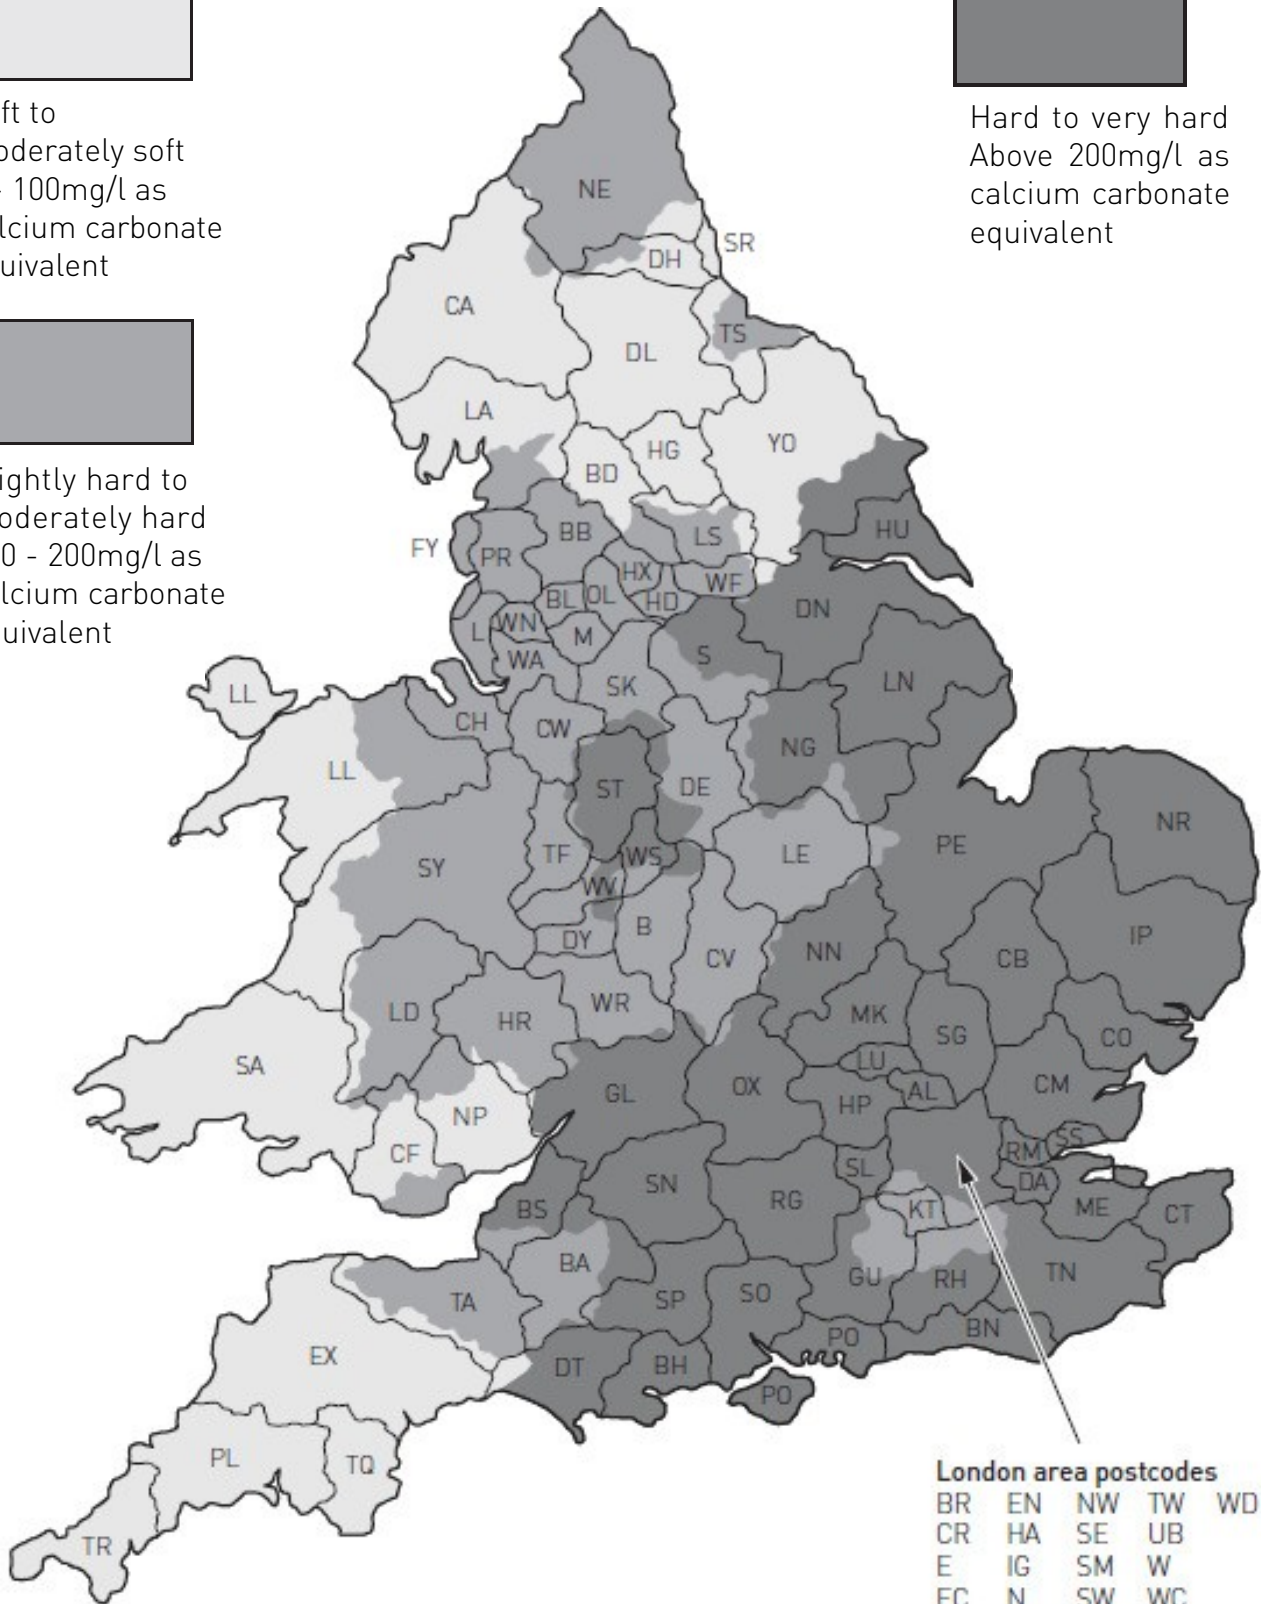 ft to
oderately soft
- 100mg/l as
lcium carbonate
quivalent
Hard to very hard
Above 200mg/l as
calcium carbonate
equivalent
ightly hard to
oderately hard
0 - 200mg/l as
lcium carbonate
quivalent
NE
SR
DH
CA
TS
DL
LA
YO
HG
BD
HU
BB
LS
FY
PR
HX
WF
BL
OL
HD
DN
L
WN
M
S
WA
SK
LN
LL
CH
CW
NG
LL
ST
DE
NR
SY
TF
WS
LE
PE
WV
B
IP
DY
CV
NN
CB
WR
LD
HR
MK
SG
CO
SA
LU
GL
OX
AL
CM
HP
NP
CF
RM
SS
SL
DA
SN
RG
KT
ME
CT
BS
BA
GU
RH
TN
TA
SP
SO
BN
PO
EX
DT
BH
PO
PL
TQ
TR
London area postcodes
BR EN NW TW WD
CR HA SE UB
E IG SM W
EC N SW WC